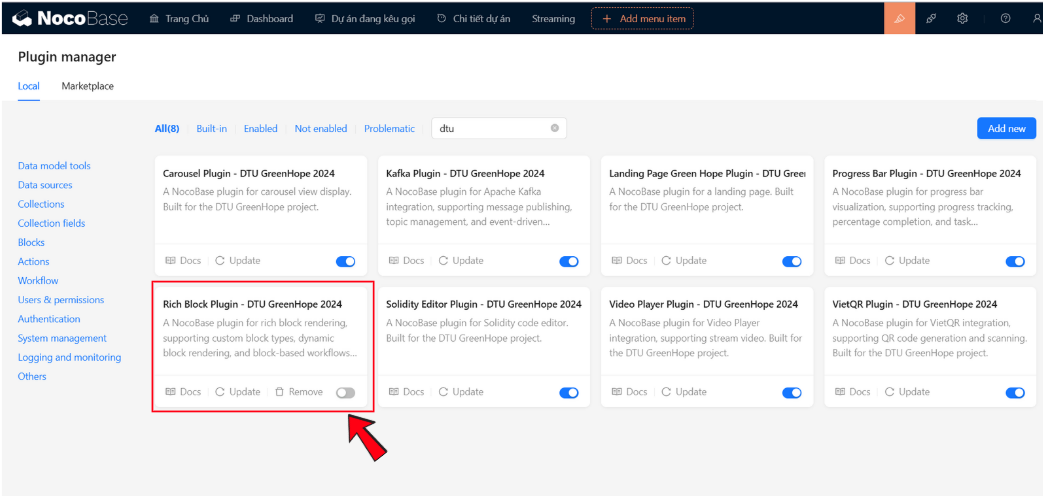 NocoBase Trang Chủ Dashboard Dự án đang kêu gọi Chi tiết dự án Streaming + Add menu item
Plugin manager
Local Marketplace
All(8) Built-in Enabled Not enabled Problematic dtu Add new
Data model tools
Data sources
Collections
Collection fields
Blocks
Actions
Workflow
Users & permissions
Authentication
System management
Logging and monitoring
Others
Carousel Plugin - DTU GreenHope 2024
A NocoBase plugin for carousel view display.
Built for the DTU GreenHope project.
Docs Update
Kafka Plugin - DTU GreenHope 2024
A NocoBase plugin for Apache Kafka
integration, supporting message publishing,
topic management, and event-driven...
Docs Update
Landing Page Green Hope Plugin - DTU Greer
A NocoBase plugin for a landing page. Built
for the DTU GreenHope project.
Docs Update
Progress Bar Plugin - DTU GreenHope 2024
A NocoBase plugin for progress bar
visualization, supporting progress tracking,
percentage completion, and task...
Docs Update
Rich Block Plugin - DTU GreenHope 2024
A NocoBase plugin for rich block rendering,
supporting custom block types, dynamic
block rendering, and block-based workflows...
Docs Update Remove
Solidity Editor Plugin - DTU GreenHope 2024
A NocoBase plugin for Solidity code editor.
Built for the DTU GreenHope project.
Docs Update
Video Player Plugin - DTU GreenHope 2024
A NocoBase plugin for Video Player
integration, supporting stream video. Built for
the DTU GreenHope project.
Docs Update
VietQR Plugin - DTU GreenHope 2024
A NocoBase plugin for VietQR integration,
supporting QR code generation and scanning.
Built for the DTU GreenHope project.
Docs Update